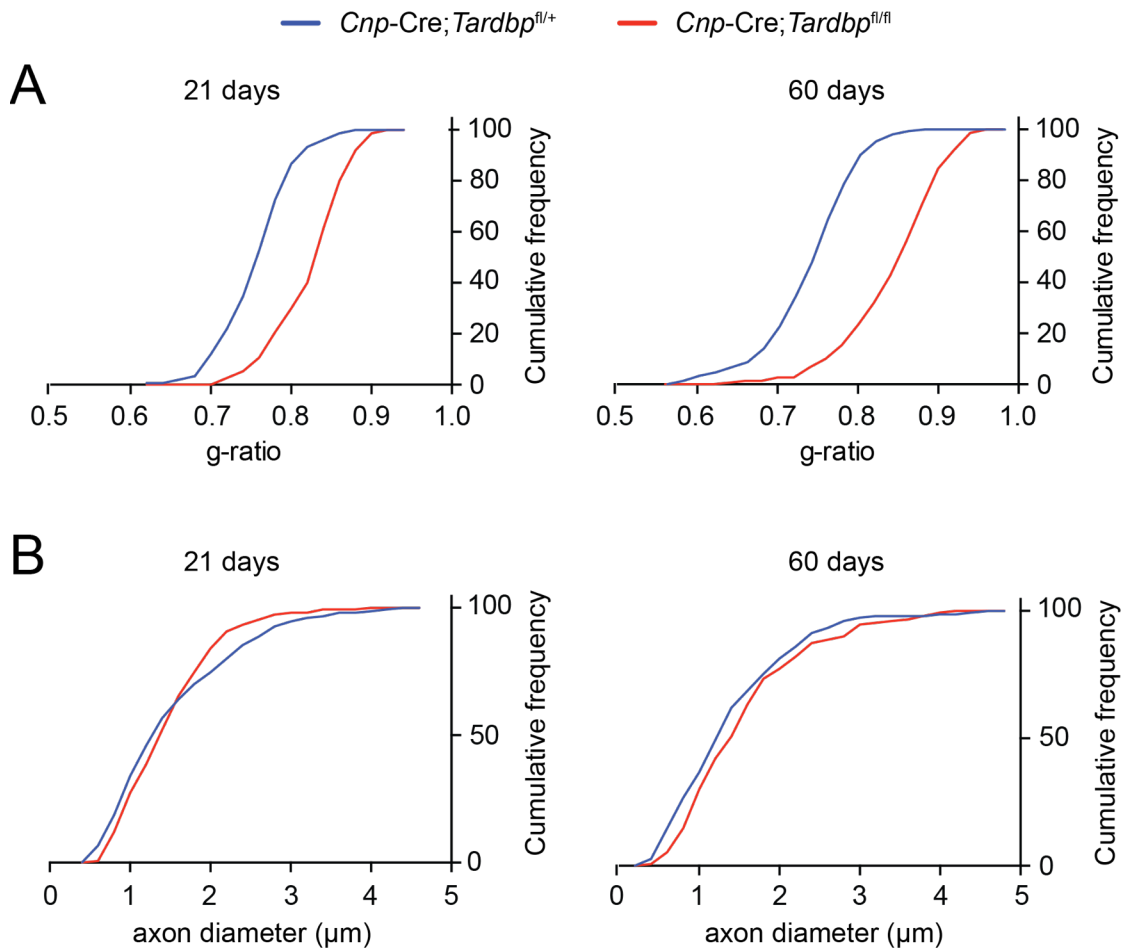 Cnp-Cre;Tardbpfl/+ Cnp-Cre;Tardbpfl/fl
A
21 days
60 days
100
80
60
40
20
0
Cumulative frequency
0.5 0.6 0.7 0.8 0.9 1.0
g-ratio
100
80
60
40
20
0
Cumulative frequency
0.5 0.6 0.7 0.8 0.9 1.0
g-ratio
B
21 days
60 days
100
50
0
Cumulative frequency
0 1 2 3 4 5
axon diameter (µm)
100
50
0
Cumulative frequency
0 1 2 3 4 5
axon diameter (µm)